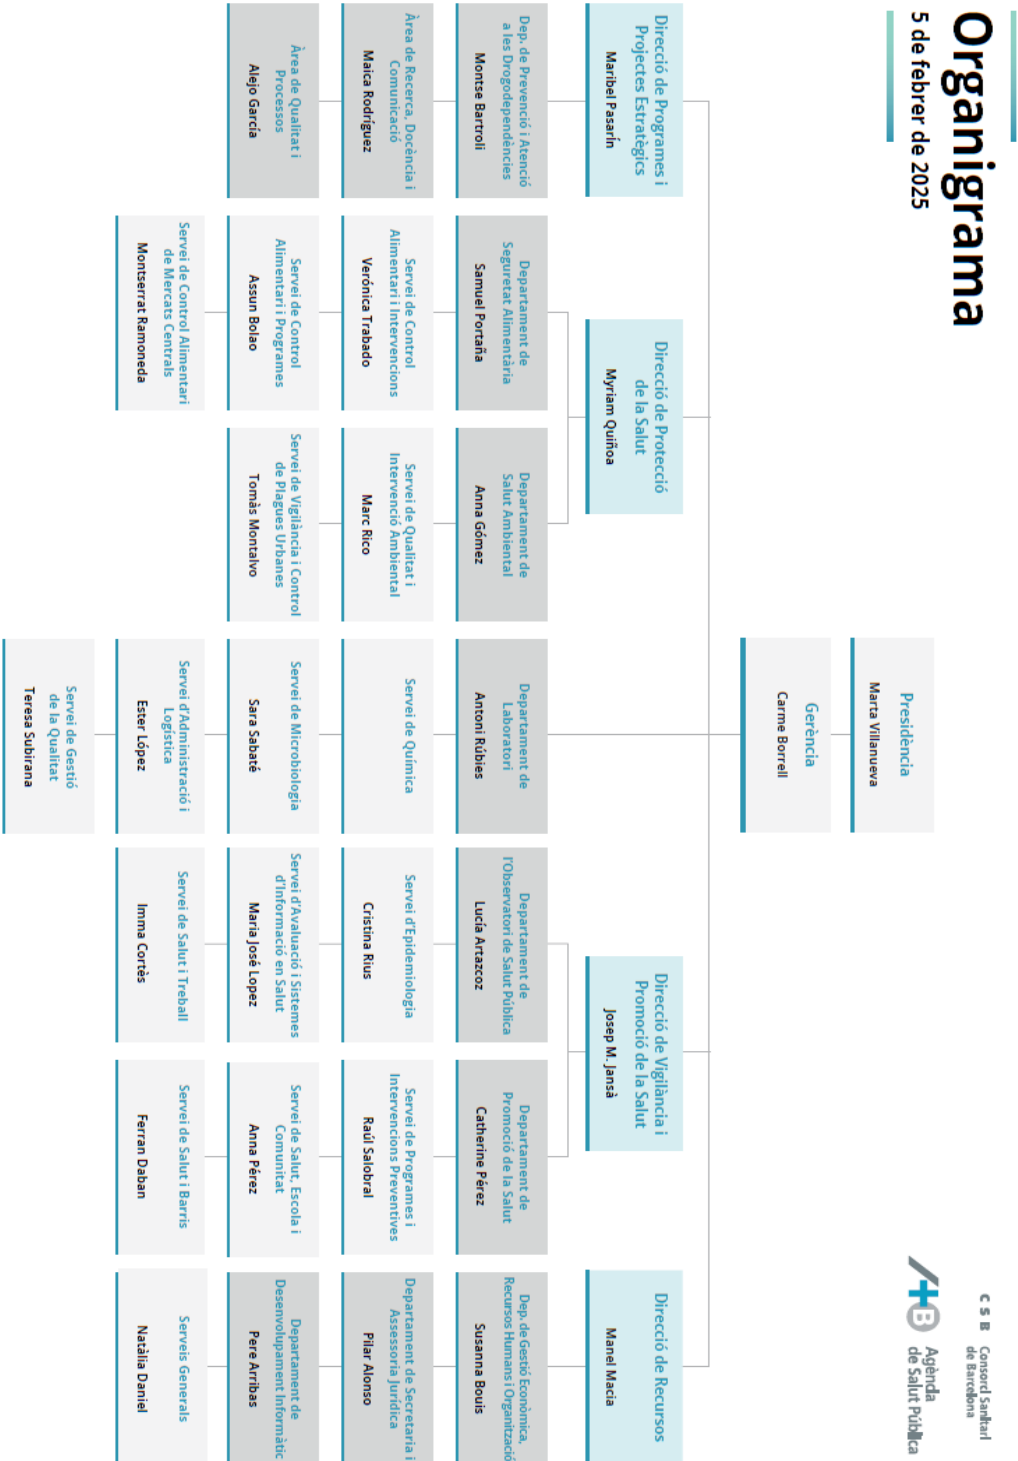 Organigrama
5 de febrer de 2025
C S B Consorci Sanitari
de Barcelona
Agència
de Salut Pública
Presidència
Marta Villanueva
Gerència
Carme Borrell
Direcció de Programes i
Projectes Estratègics
Maribel Pasarín
Dep. de Prevenció i Atenció
a les Drogodependències
Montse Bartroli
Àrea de Recerca, Docència i
Comunicació
Maica Rodríguez
Àrea de Qualitat i
Processos
Alejo García
Direcció de Protecció
de la Salut
Myriam Quiñoa
Departament de
Seguretat Alimentària
Samuel Portaña
Servei de Control
Alimentari i Intervencions
Verónica Trabado
Servei de Control
Alimentari i Programes
Assun Bolao
Servei de Control Alimentari
de Mercats Centrals
Montserrat Ramoneda
Departament de
Salut Ambiental
Anna Gómez
Servei de Qualitat i
Intervenció Ambiental
Marc Rico
Servei de Vigilància i Control
de Plagues Urbanes
Tomàs Montalvo
Departament de
Laboratori
Antoni Rúbies
Servei de Química
Servei de Microbiologia
Sara Sabaté
Servei d'Administració i
Logística
Ester López
Servei de Gestió
de la Qualitat
Teresa Subirana
Direcció de Vigilància i
Promoció de la Salut
Josep M. Jansà
Departament de
l'Observatori de Salut Pública
Lucía Artazcoz
Servei d'Epidemiologia
Cristina Rius
Servei d'Avaluació i Sistemes
d'Informació en Salut
Maria José Lopez
Servei de Salut i Treball
Imma Cortès
Departament de
Promoció de la Salut
Catherine Pérez
Servei de Programes i
Intervencions Preventives
Raúl Salobral
Servei de Salut, Escola i
Comunitat
Anna Pérez
Servei de Salut i Barris
Ferran Daban
Direcció de Recursos
Manel Macia
Dep. de Gestió Econòmica,
Recursos Humans i Organització
Susanna Bouis
Departament de Secretaria i
Assessoria Jurídica
Pilar Alonso
Departament de
Desenvolupament Informàtic
Pere Arribas
Serveis Generals
Natàlia Daniel